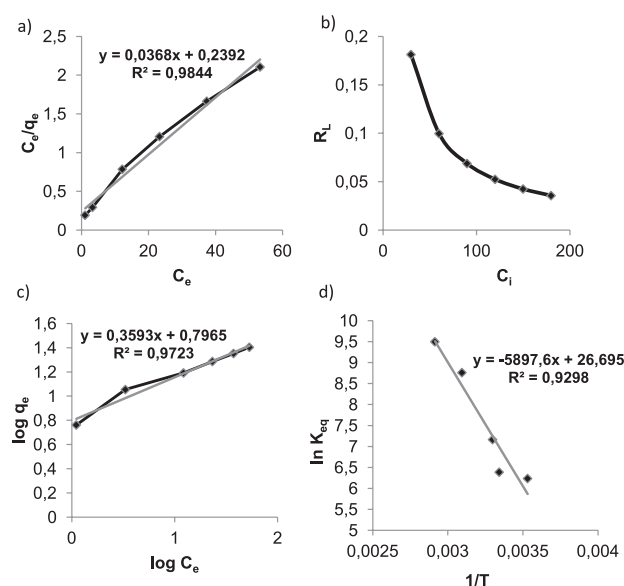 a)
y = 0,0368x + 0,2392
R² = 0,9844
Ce/qe
2,5
2
1,5
1
0,5
0
0
20
40
60
Ce
b)
RL
0,2
0,15
0,1
0,05
0
0
100
200
Ci
c)
y = 0,3593x + 0,7965
R² = 0,9723
log qe
1,6
1,4
1,2
1
0,8
0,6
0,4
0,2
0
0
1
2
log Ce
d)
y = -5897,6x + 26,695
R² = 0,9298
ln Keq
9,5
9
8,5
8
7,5
7
6,5
6
5,5
5
0,0025
0,003
0,0035
0,004
1/T